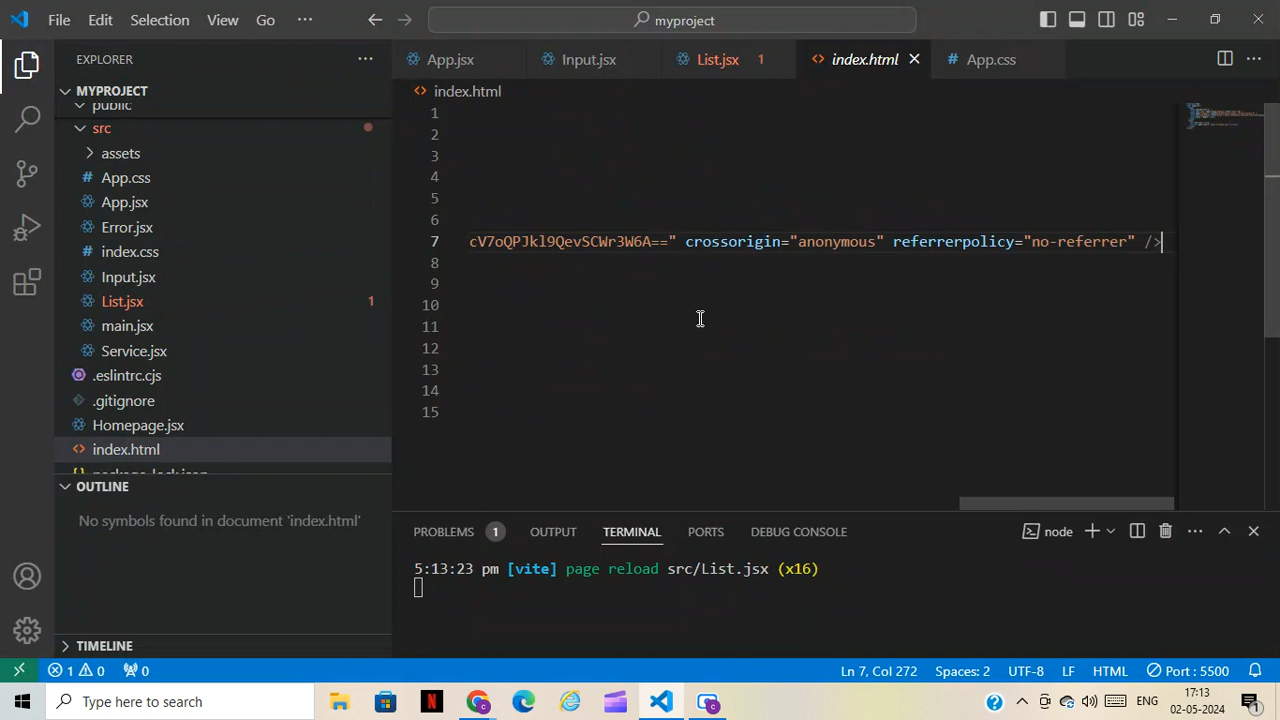 File Edit Selection View Go ··· myproject
EXPLORER ···
App.jsx Input.jsx List.jsx 1 index.html App.css ···
MYPROJECT
public
src
assets
App.css
App.jsx
Error.jsx
index.css
Input.jsx
List.jsx 1
main.jsx
Service.jsx
.eslintrc.cjs
.gitignore
Homepage.jsx
index.html
package-lock.json
OUTLINE
No symbols found in document 'index.html'
TIMELINE
index.html
1
2
3
4
5
6
7 cV7oQPJkl9QevSCWr3W6A==" crossorigin="anonymous" referrerpolicy="no-referrer" />
8
9
10
11
12
13
14
15
PROBLEMS 1 OUTPUT TERMINAL PORTS DEBUG CONSOLE node ···
5:13:23 pm [vite] page reload src/List.jsx (x16)
1 0 0 Ln 7, Col 272 Spaces: 2 UTF-8 LF HTML Port : 5500
Type here to search ENG 17:13
02-05-2024 1